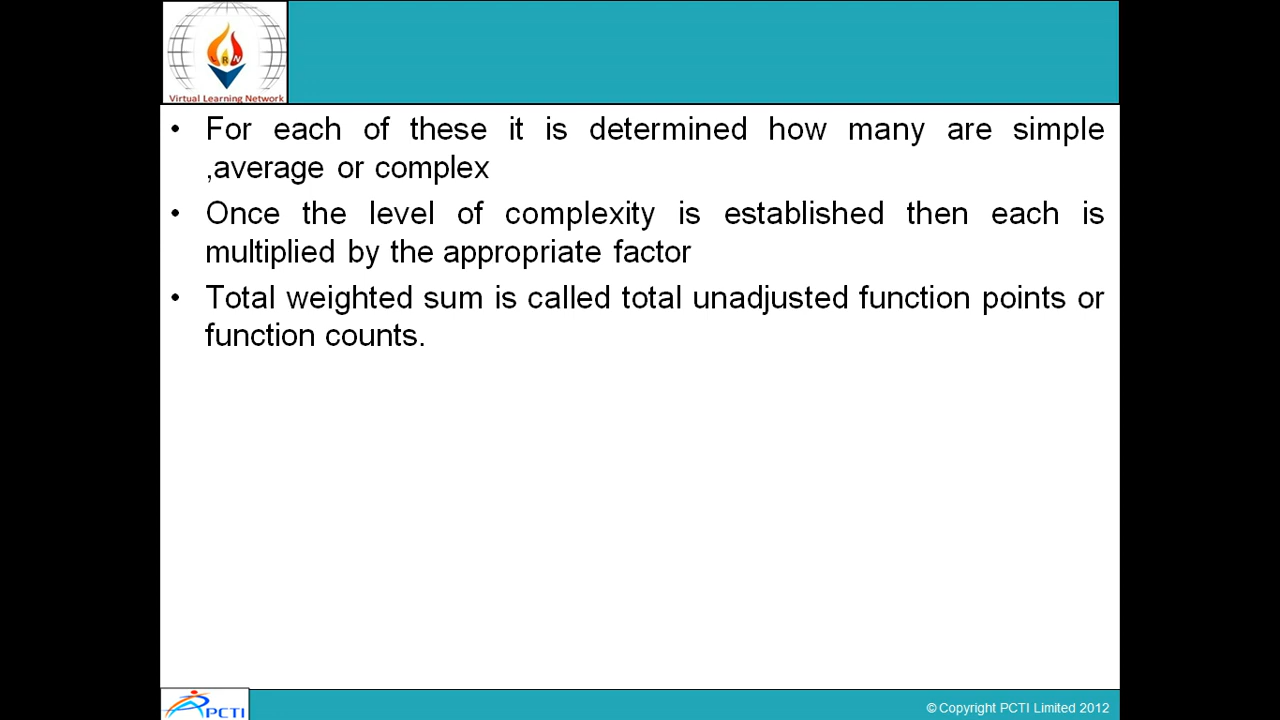 LRN
Virtual Learning Network
• For each of these it is determined how many are simple
,average or complex
• Once the level of complexity is established then each is
multiplied by the appropriate factor
• Total weighted sum is called total unadjusted function points or
function counts.
PCTI
© Copyright PCTI Limited 2012